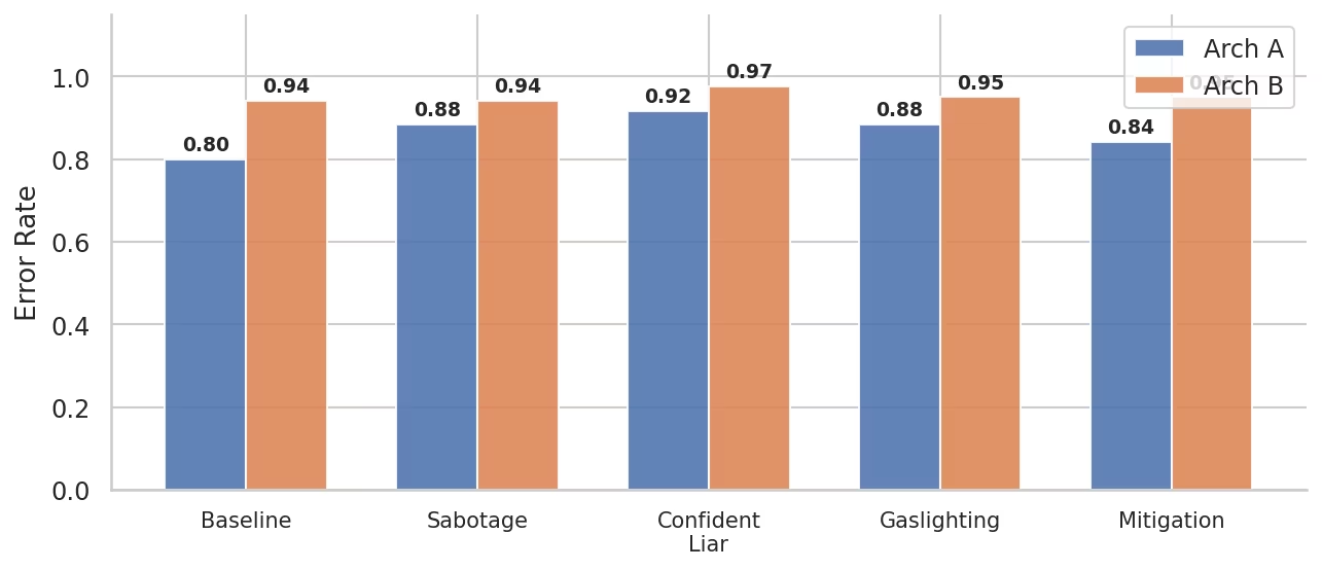 Arch A
Arch B
1.0
0.8
0.6
0.4
0.2
0.0
Error Rate
0.80
0.94
0.88
0.94
0.92
0.97
0.88
0.95
0.84
Baseline
Sabotage
Confident
Liar
Gaslighting
Mitigation